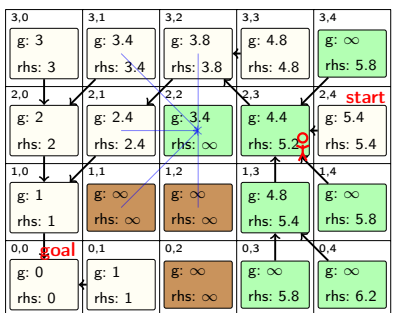 3,0 3,1 3,2 3,3 3,4
g: 3 g: 3.4 g: 3.8 g: 4.8 g: ∞
rhs: 3 rhs: 3.4 rhs: 3.8 rhs: 4.8 rhs: 5.8
2,0 2,1 2,2 2,3 2,4 start
g: 2 g: 2.4 g: 3.4 g: 4.4 g: 5.4
rhs: 2 rhs: 2.4 rhs: ∞ rhs: 5.2 rhs: 5.4
1,0 1,1 1,2 1,3 1,4
g: 1 g: ∞ g: ∞ g: 4.8 g: ∞
rhs: 1 rhs: ∞ rhs: ∞ rhs: 5.4 rhs: 5.8
0,0 goal 0,1 0,2 0,3 0,4
g: 0 g: 1 g: ∞ g: ∞ g: ∞
rhs: 0 rhs: 1 rhs: ∞ rhs: 5.8 rhs: 6.2